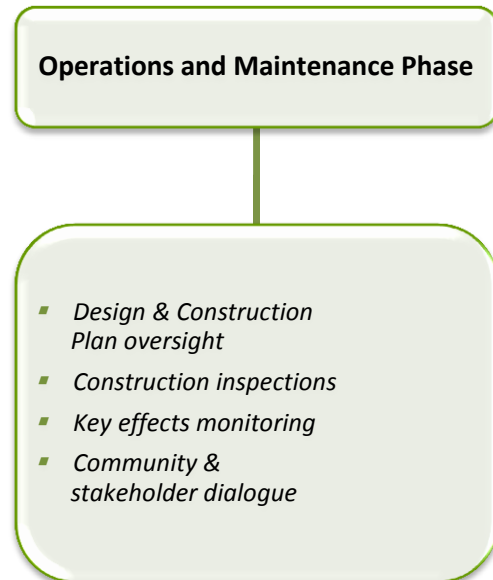 Operations and Maintenance Phase
▪ Design & Construction
Plan oversight
▪ Construction inspections
▪ Key effects monitoring
▪ Community &
stakeholder dialogue